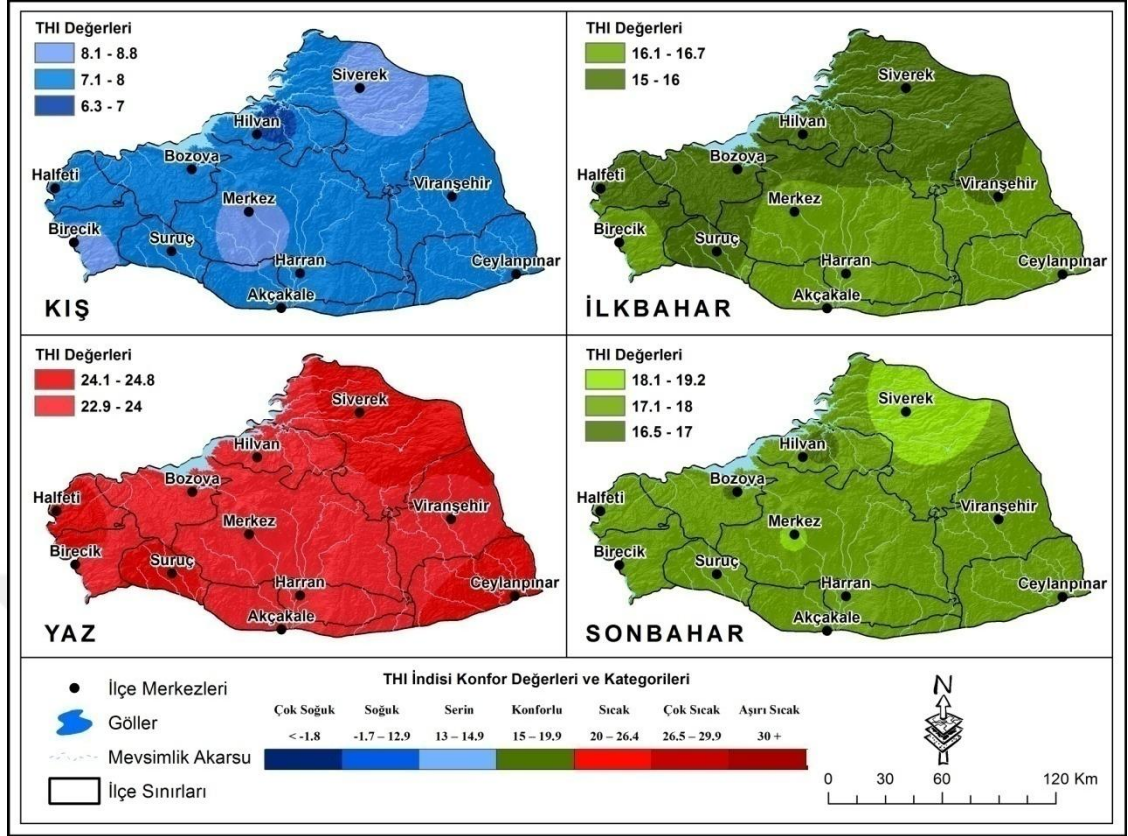 THI Değerleri
8.1 - 8.8
7.1 - 8
6.3 - 7
Siverek
Hilvan
Bozova
Halfeti
Viranşehir
Merkez
Birecik
Suruç
Harran
Ceylanpınar
Akçakale
KIŞ
THI Değerleri
16.1 - 16.7
15 - 16
Siverek
Hilvan
Bozova
Halfeti
Viranşehir
Merkez
Birecik
Suruç
Harran
Ceylanpınar
Akçakale
İLKBAHAR
THI Değerleri
24.1 - 24.8
22.9 - 24
Siverek
Hilvan
Bozova
Halfeti
Viranşehir
Merkez
Birecik
Suruç
Harran
Ceylanpınar
Akçakale
YAZ
THI Değerleri
18.1 - 19.2
17.1 - 18
16.5 - 17
Siverek
Hilvan
Bozova
Halfeti
Viranşehir
Merkez
Birecik
Suruç
Harran
Ceylanpınar
Akçakale
SONBAHAR
İlçe Merkezleri
Göller
Mevsimlik Akarsu
İlçe Sınırları
THI İndisi Konfor Değerleri ve Kategorileri
Çok Soğuk Soğuk Serin Konforlu Sıcak Çok Sıcak Aşırı Sıcak
< -1.8 -1.7 – 12.9 13 – 14.9 15 – 19.9 20 – 26.4 26.5 – 29.9 30 +
N
0 30 60 120 Km